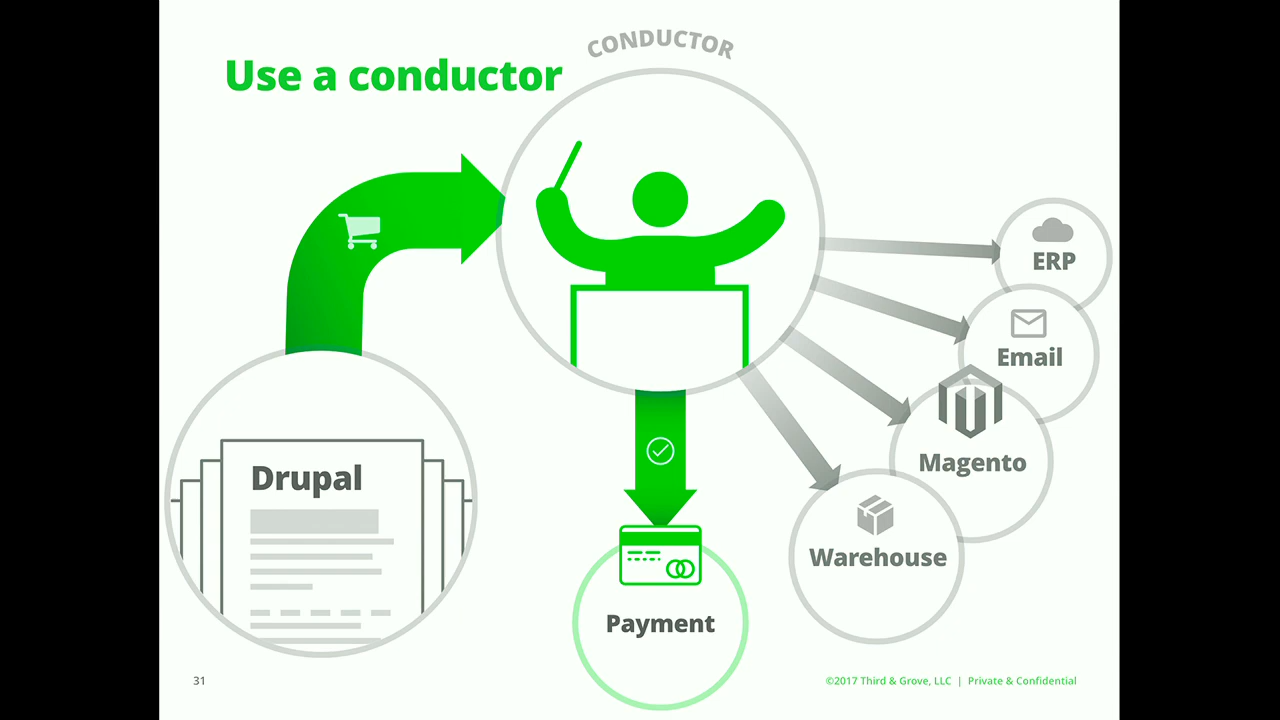 CONDUCTOR
Use a conductor
ERP
Email
Magento
Drupal
Warehouse
Payment
31
©2017 Third & Grove, LLC | Private & Confidential